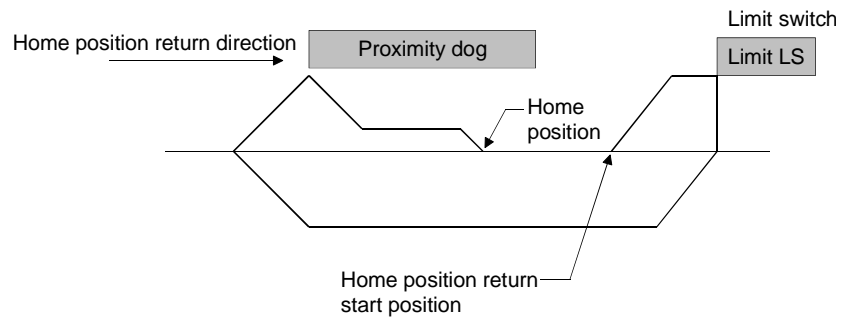 Limit switch
Home position return direction
Proximity dog
Limit LS
Home
position
Home position return
start position